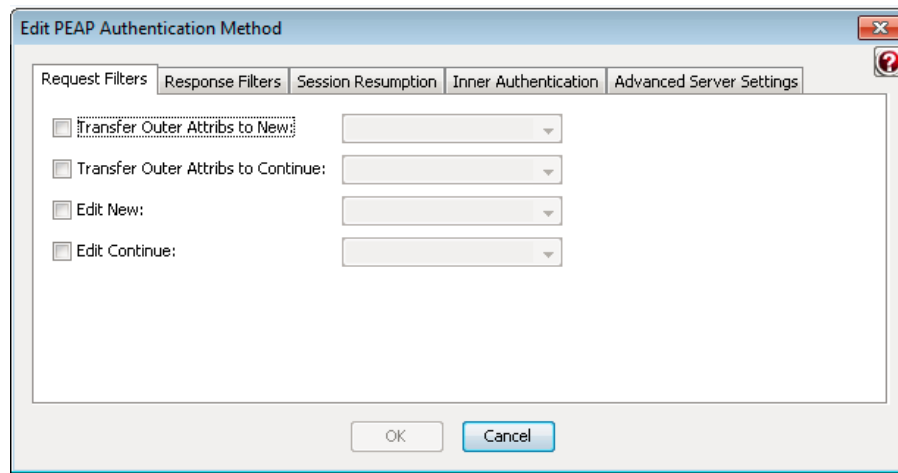 Edit PEAP Authentication Method
Request Filters Response Filters Session Resumption Inner Authentication Advanced Server Settings
Transfer Outer Attribs to New:
Transfer Outer Attribs to Continue:
Edit New:
Edit Continue:
OK Cancel